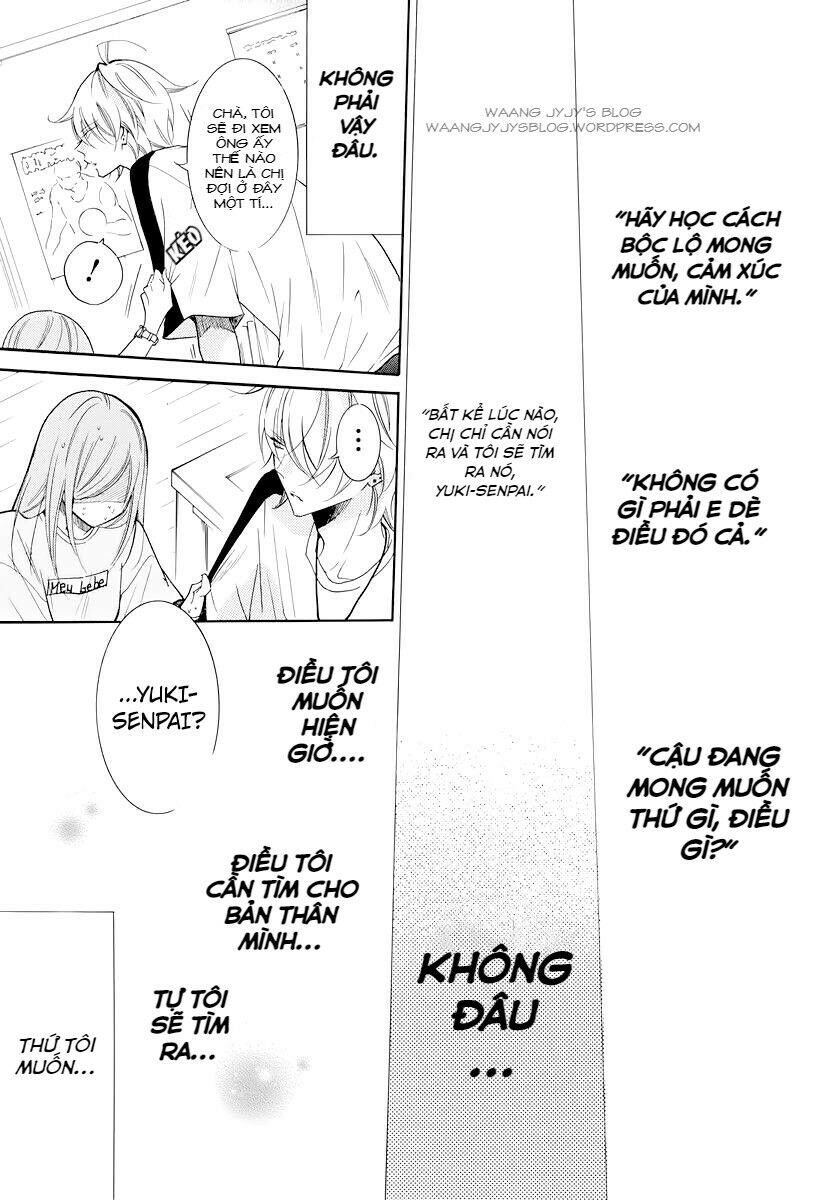 WAANG JYJY'S BLOG
WAANGJYJYSBLOG.WORDPRESS.COM
"HÃY HỌC CÁCH
BỘC LỘ MONG
MUỐN, CẢM XÚC
CỦA MÌNH."
"KHÔNG CÓ
GÌ PHẢI E DÈ
ĐIỀU ĐÓ CẢ."
"CẬU ĐANG
MONG MUỐN
THỨ GÌ, ĐIỀU
GÌ?"
"BẤT KỂ LÚC NÀO,
CHỊ CHỈ CẦN NÓI
RA VÀ TÔI SẼ TÌM
RA NÓ,
YUKI-SENPAI."
KHÔNG
ĐÂU
...
KHÔNG
PHẢI
VẬY
ĐÂU.
CHÀ, TÔI
SẼ ĐI XEM
ÔNG ẤY
THẾ NÀO
NÊN LÀ CHỊ
ĐỢI Ở ĐÂY
MỘT TÍ...
KÉO
!
...
Meu bebe
...YUKI-
SENPAI?
ĐIỀU TÔI
MUỐN
HIỆN
GIỜ....
ĐIỀU TÔI
CẦN TÌM CHO
BẢN THÂN
MÌNH...
TỰ TÔI
SẼ TÌM
RA...
THỨ TÔI
MUỐN...